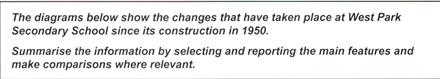 The diagrams below show the changes that have taken place at West Park
Secondary School since its construction in 1950.
Summarise the information by selecting and reporting the main features and
make comparisons where relevant.